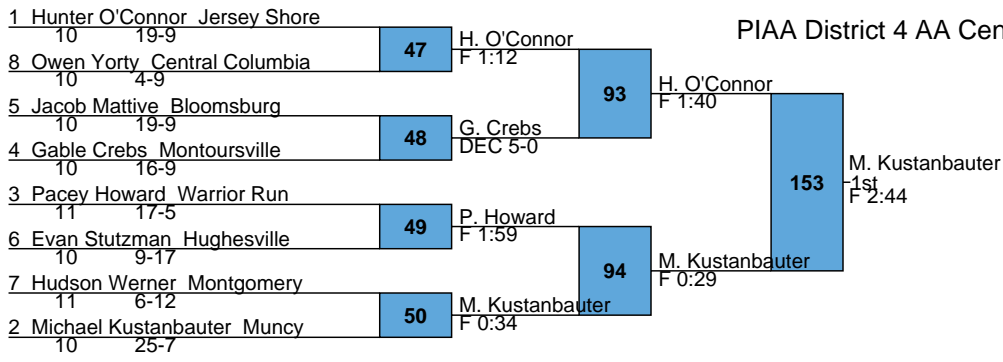 PIAA District 4 AA Cen
1 Hunter O'Connor Jersey Shore
10 19-9
8 Owen Yorty Central Columbia
10 4-9
5 Jacob Mattive Bloomsburg
10 19-9
4 Gable Crebs Montoursville
10 16-9
3 Pacey Howard Warrior Run
11 17-5
6 Evan Stutzman Hughesville
10 9-17
7 Hudson Werner Montgomery
11 6-12
2 Michael Kustanbauter Muncy
10 25-7
47
48
49
50
H. O'Connor
F 1:12
G. Crebs
DEC 5-0
P. Howard
F 1:59
M. Kustanbauter
F 0:34
93
94
H. O'Connor
F 1:40
M. Kustanbauter
F 0:29
153
M. Kustanbauter
1st
F 2:44